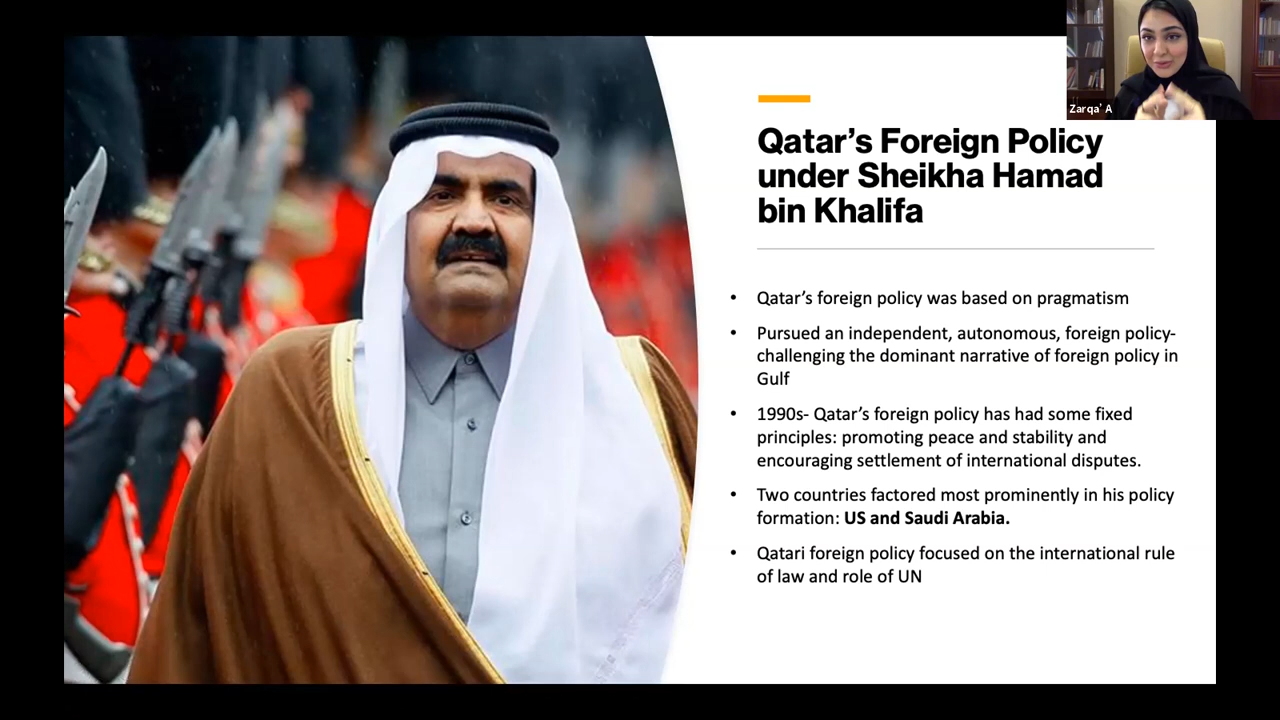 Zarqa' A
Qatar’s Foreign Policy
under Sheikha Hamad
bin Khalifa
• Qatar’s foreign policy was based on pragmatism
• Pursued an independent, autonomous, foreign policy-
challenging the dominant narrative of foreign policy in
Gulf
• 1990s- Qatar’s foreign policy has had some fixed
principles: promoting peace and stability and
encouraging settlement of international disputes.
• Two countries factored most prominently in his policy
formation: US and Saudi Arabia.
• Qatari foreign policy focused on the international rule
of law and role of UN